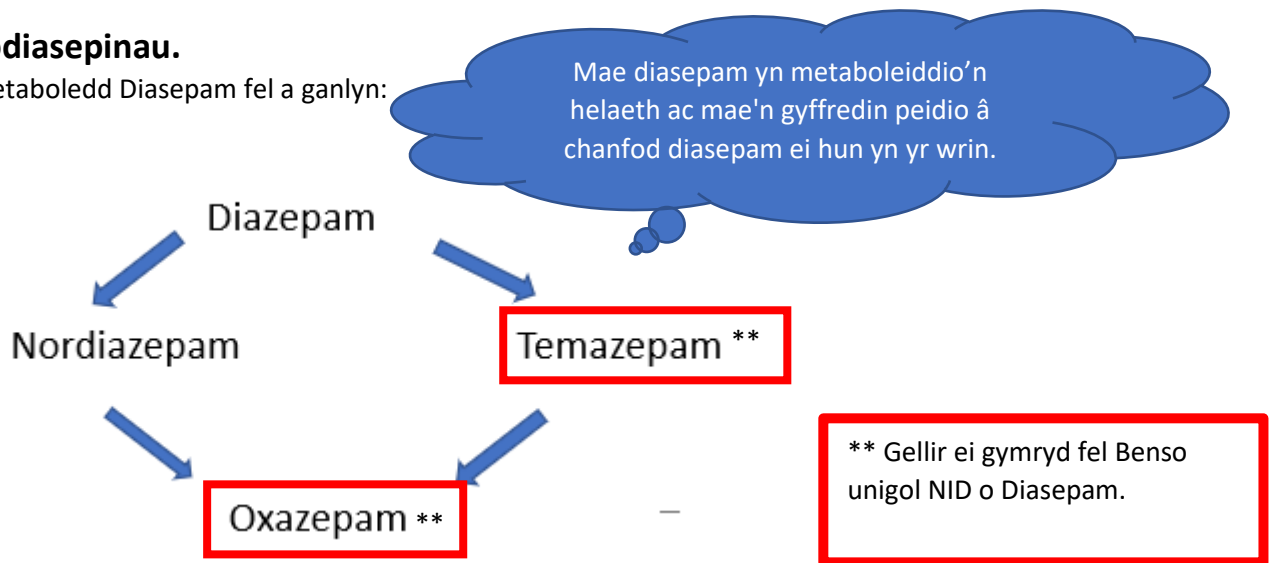 odiasepinau.
etaboledd Diasepam fel a ganlyn:
Mae diasepam yn metaboleiddio’n
helaeth ac mae'n gyffredin peidio â
chanfod diasepam ei hun yn yr wrin.
Diazepam
Nordiazepam
Temazepam **
Oxazepam **
** Gellir ei gymryd fel Benso
unigol NID o Diasepam.